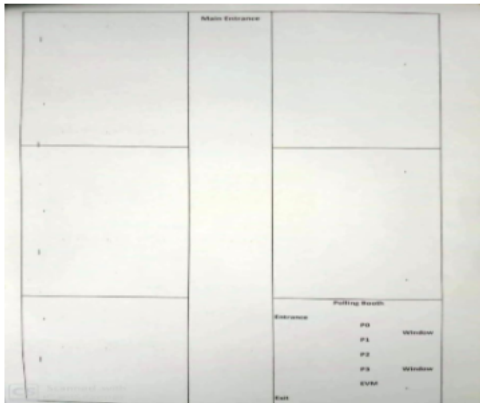 Main Entrance
Polling Booth
Entrance
PO
Window
P1
P2
P3 Window
EVM
Exit